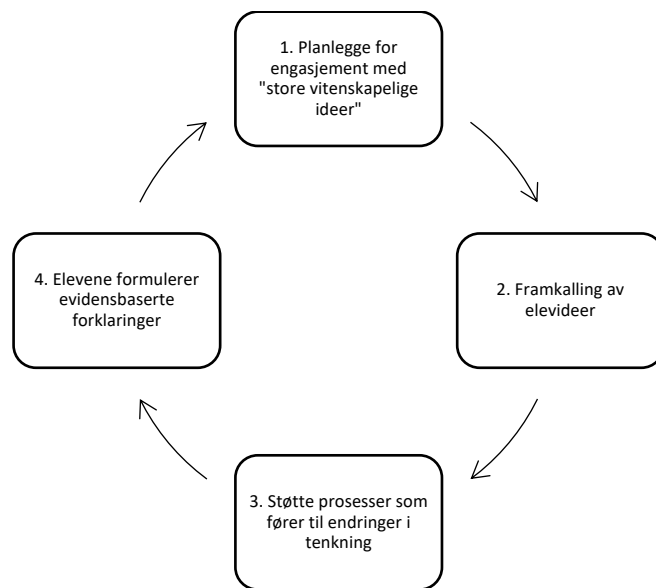 1. Planlegge for
engasjement med
"store vitenskapelige
ideer"
2. Framkalling av
elevideer
3. Støtte prosesser som
fører til endringer i
tenkning
4. Elevene formulerer
evidensbaserte
forklaringer